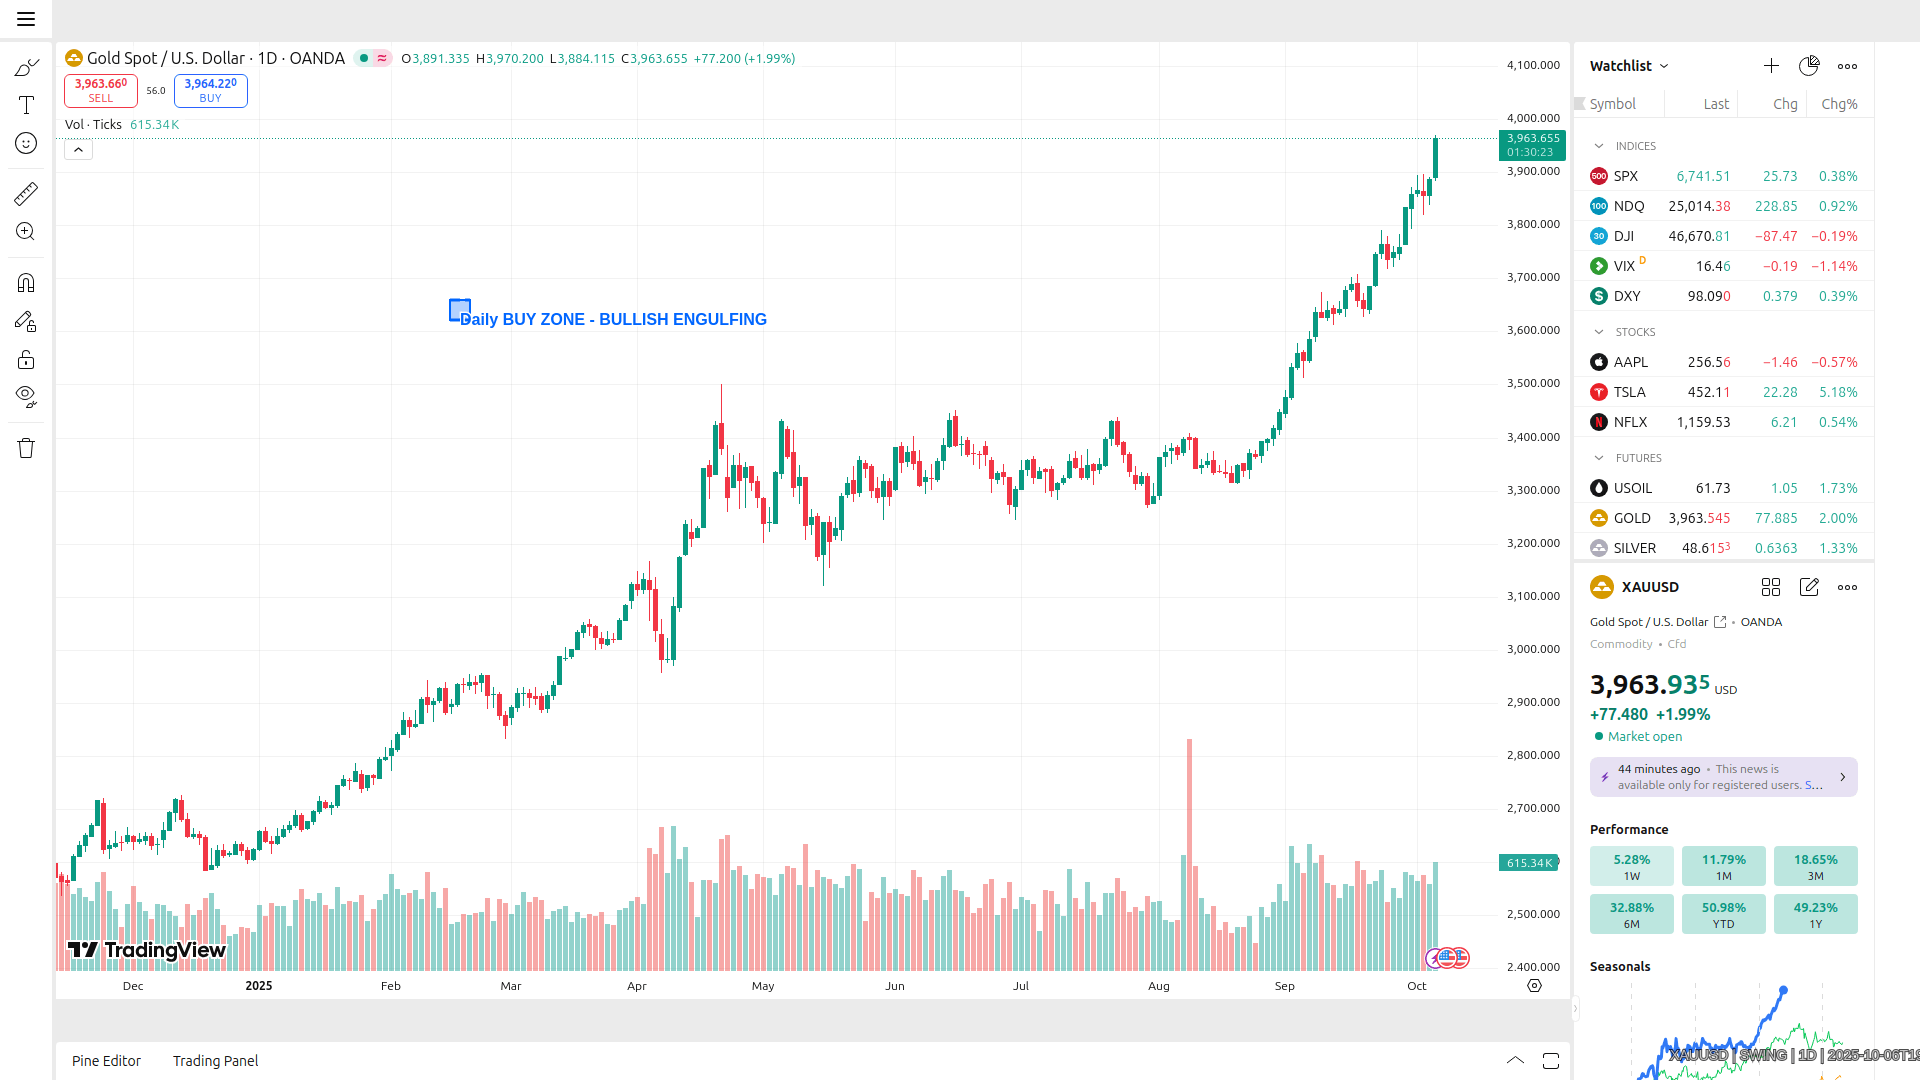 Gold Spot / U.S. Dollar · 1D · OANDA
O3,891.335 H3,970.200 L3,884.115 C3,963.655 +77.200 (+1.99%)
3,963.660
SELL
56.0
3,964.220
BUY
Vol · Ticks 615.34K
Daily BUY ZONE - BULLISH ENGULFING
4,100.000
4,000.000
3,963.655
01:30:23
3,900.000
3,800.000
3,700.000
3,600.000
3,500.000
3,400.000
3,300.000
3,200.000
3,100.000
3,000.000
2,900.000
2,800.000
2,700.000
615.34K
2,500.000
2,400.000
TradingView
Dec 2025 Feb Mar Apr May Jun Jul Aug Sep Oct
Pine Editor Trading Panel
Watchlist
Symbol Last Chg Chg%
INDICES
500 SPX 6,741.51 25.73 0.38%
100 NDQ 25,014.38 228.85 0.92%
30 DJI 46,670.81 −87.47 −0.19%
VIX D 16.46 −0.19 −1.14%
$ DXY 98.090 0.379 0.39%
STOCKS
AAPL 256.56 −1.46 −0.57%
TSLA 452.11 22.28 5.18%
N NFLX 1,159.53 6.21 0.54%
FUTURES
USOIL 61.73 1.05 1.73%
GOLD 3,963.545 77.885 2.00%
SILVER 48.6153 0.6363 1.33%
XAUUSD
Gold Spot / U.S. Dollar • OANDA
Commodity • Cfd
3,963.935 USD
+77.480 +1.99%
Market open
44 minutes ago • This news is
available only for registered users. S...
Performance
5.28% 11.79% 18.65%
1W 1M 3M
32.88% 50.98% 49.23%
6M YTD 1Y
Seasonals
XAUUSD | SWING | 1D | 2025-10-06T19